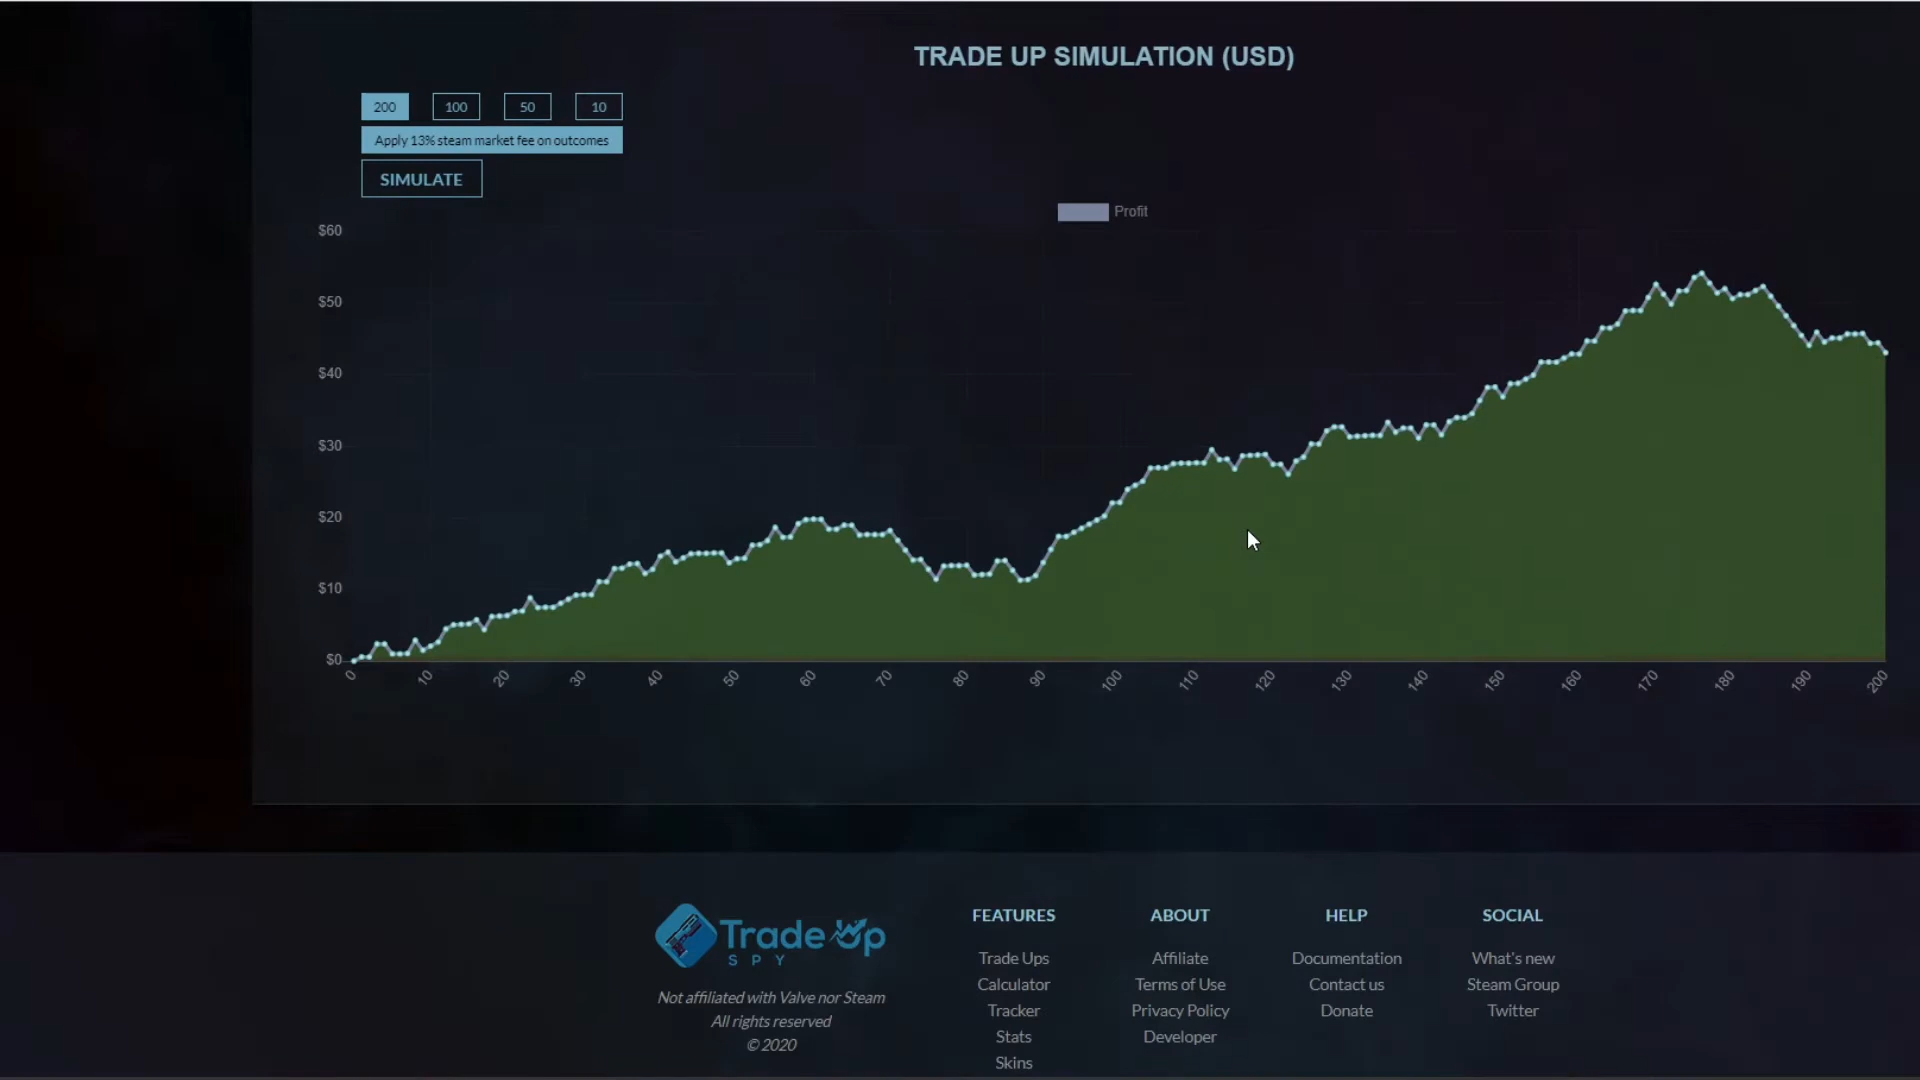 TRADE UP SIMULATION (USD)
200 100 50 10
Apply 13% steam market fee on outcomes
SIMULATE
Profit
$60
$50
$40
$30
$20
$10
$0
0 10 20 30 40 50 60 70 80 90 100 110 120 130 140 150 160 170 180 190 200
Trade Up
SPY
Not affiliated with Valve nor Steam
All rights reserved
© 2020
FEATURES
Trade Ups
Calculator
Tracker
Stats
Skins
ABOUT
Affiliate
Terms of Use
Privacy Policy
Developer
HELP
Documentation
Contact us
Donate
SOCIAL
What's new
Steam Group
Twitter